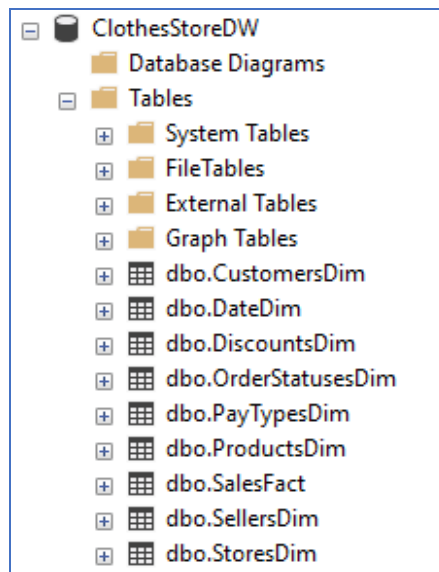 ClothesStoreDW
Database Diagrams
Tables
System Tables
FileTables
External Tables
Graph Tables
dbo.CustomersDim
dbo.DateDim
dbo.DiscountsDim
dbo.OrderStatusesDim
dbo.PayTypesDim
dbo.ProductsDim
dbo.SalesFact
dbo.SellersDim
dbo.StoresDim